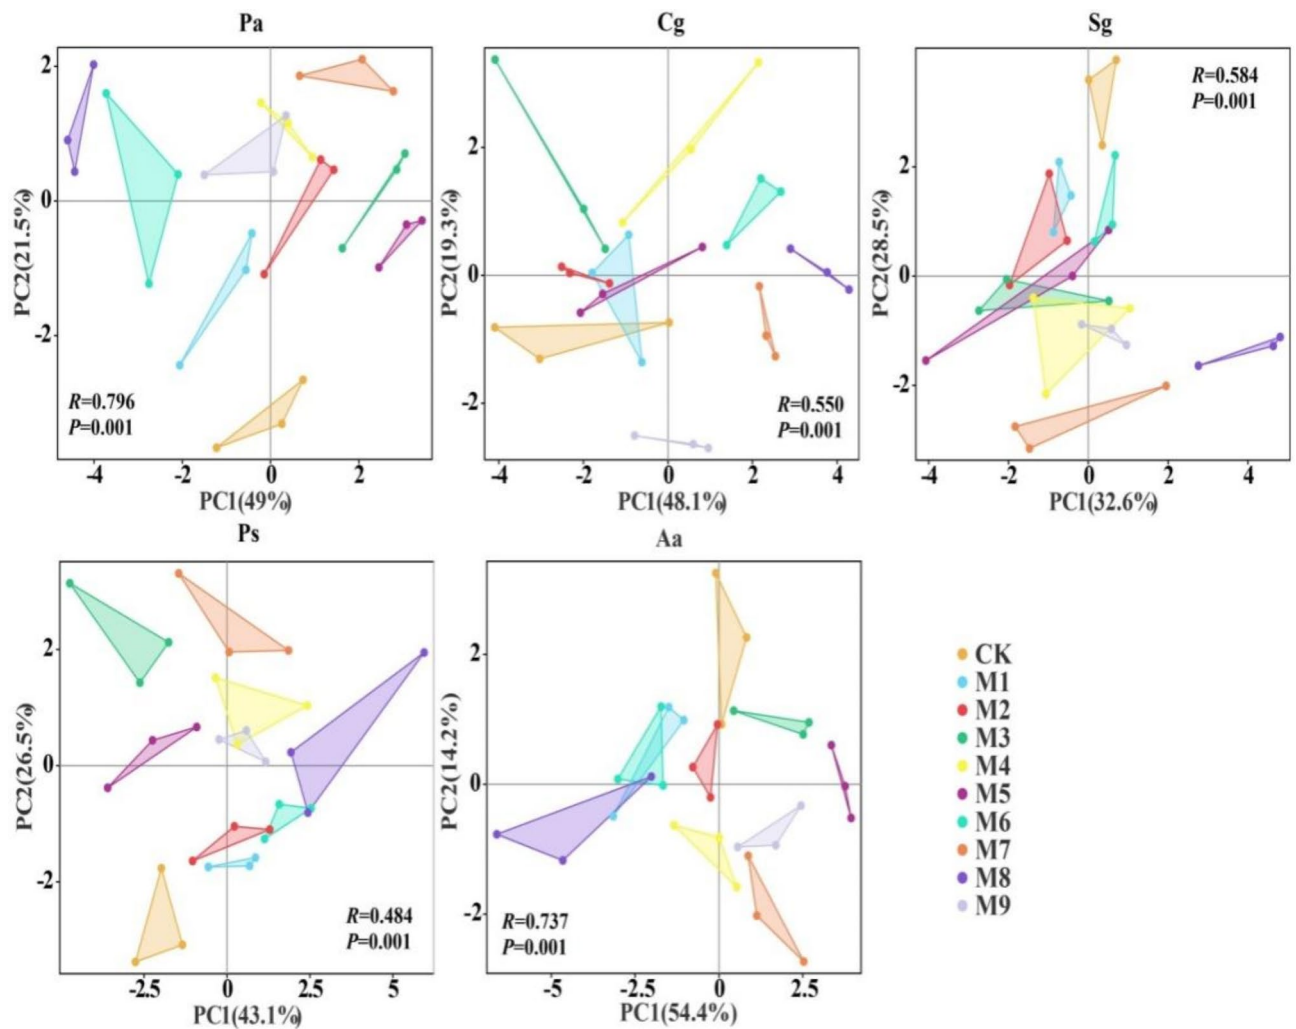 Pa
Cg
Sg
2
0
-2
PC2(21.5%)
R=0.796
P=0.001
-4
-2
0
2
PC1(49%)
2
0
-2
PC2(19.3%)
R=0.550
P=0.001
-4
-2
0
2
4
PC1(48.1%)
2
0
-2
PC2(28.5%)
R=0.584
P=0.001
-4
-2
0
2
4
PC1(32.6%)
Ps
Aa
2
0
-2
PC2(26.5%)
R=0.484
P=0.001
-2.5
0
2.5
5
PC1(43.1%)
2
0
-2
PC2(14.2%)
R=0.737
P=0.001
-5
-2.5
0
2.5
PC1(54.4%)
CK
M1
M2
M3
M4
M5
M6
M7
M8
M9